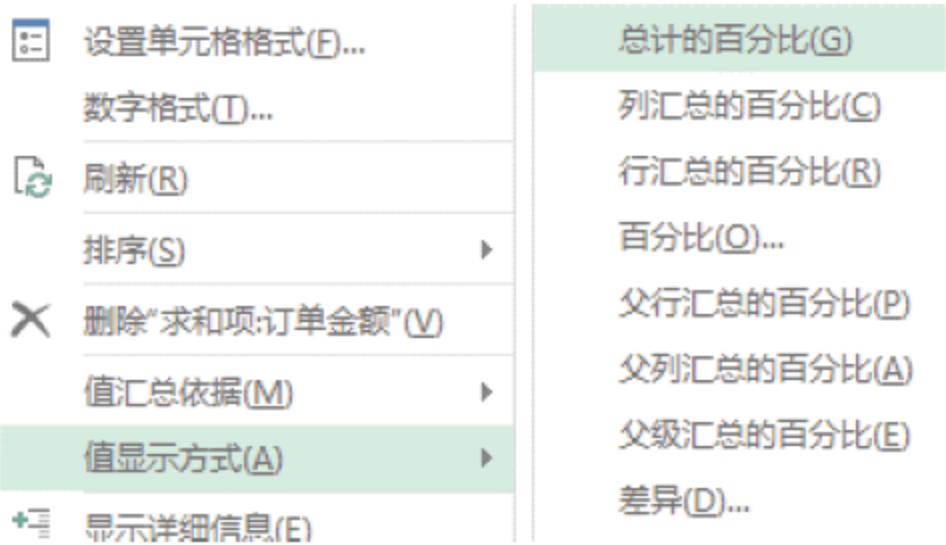 设置单元格格式(F)...
数字格式(T)...
刷新(R)
排序(S)
删除“求和项:订单金额”(V)
值汇总依据(M)
值显示方式(A)
显示详细信息(E)
总计的百分比(G)
列汇总的百分比(C)
行汇总的百分比(R)
百分比(O)...
父行汇总的百分比(P)
父列汇总的百分比(A)
父级汇总的百分比(E)
差异(D)...